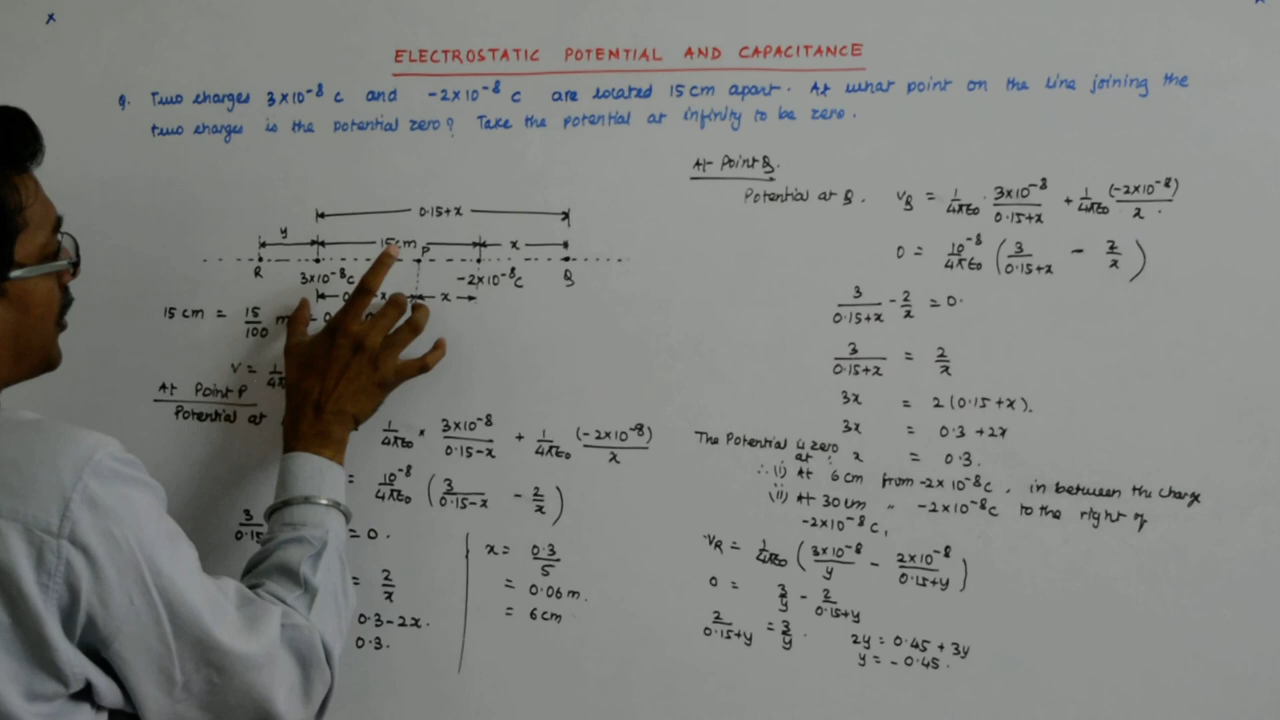 ELECTROSTATIC POTENTIAL AND CAPACITANCE
Q. Two charges 3×10⁻⁸ c and -2×10⁻⁸ c are located 15 cm apart. At what point on the line joining the
two charges is the potential zero? Take the potential at infinity to be zero.
0.15+x
y 15cm P x
R 3×10⁻⁸c -2×10⁻⁸c Q
x
15 cm = 15/100 m
V =
At Point P
Potential at
1/4πε₀ × 3×10⁻⁸/0.15-x + 1/4πε₀ (-2×10⁻⁸)/x
= 10⁻⁸/4πε₀ (3/0.15-x - 2/x)
3/0.15 = 0.
= 2/x
0.3-2x.
0.3.
x = 0.3/5
= 0.06 m.
= 6cm
At Point Q.
Potential at Q. VQ = 1/4πε₀ . 3×10⁻⁸/0.15+x + 1/4πε₀ (-2×10⁻⁸)/x .
0 = 10⁻⁸/4πε₀ (3/0.15+x - 2/x)
3/0.15+x - 2/x = 0.
3/0.15+x = 2/x
3x = 2(0.15+x).
3x = 0.3+2x
x = 0.3.
The Potential is zero
at :
∴ (i) At 6cm from -2×10⁻⁸c, in between the charge
(ii) At 30cm " -2×10⁻⁸c to the right of
-2×10⁻⁸c,
VR = 1/4πε₀ (3×10⁻⁸/y - 2×10⁻⁸/0.15+y)
0 = 3/y - 2/0.15+y
2/0.15+y = 3/y .
2y = 0.45 + 3y
y = -0.45.